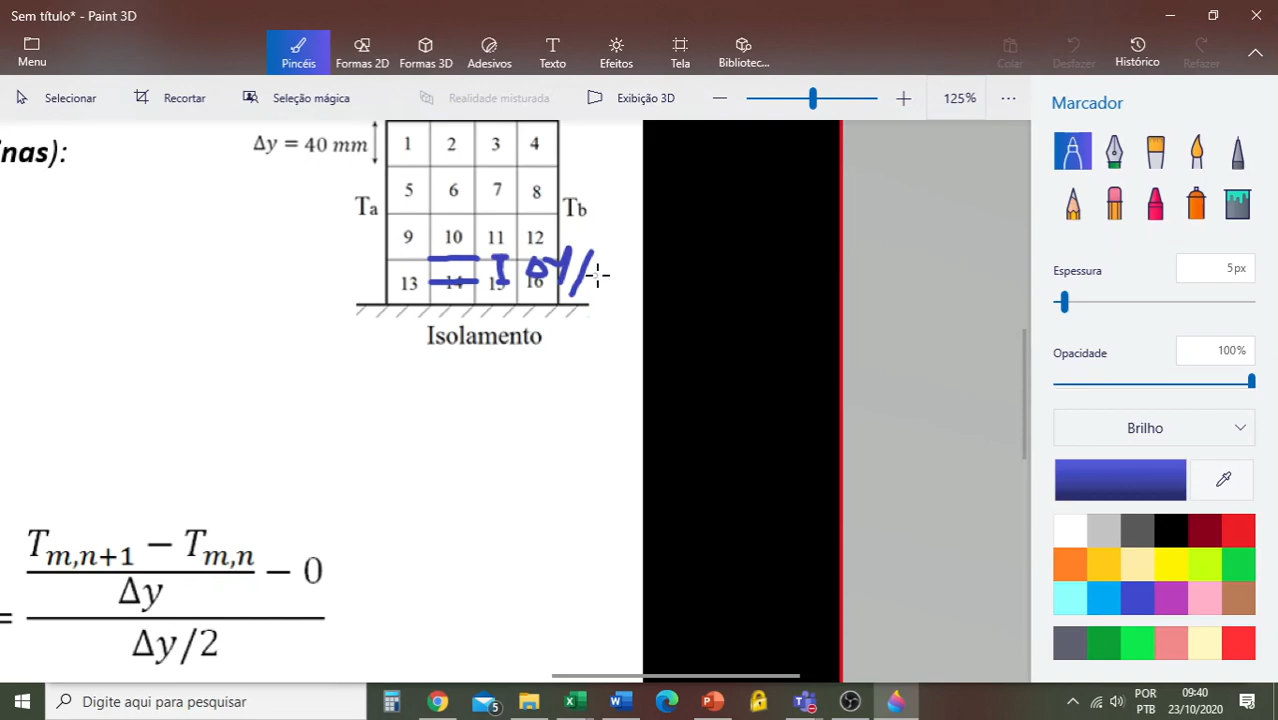 Sem título* - Paint 3D
Menu
Pincéis
Formas 2D
Formas 3D
Adesivos
Texto
Efeitos
Tela
Bibliotec...
Colar
Desfazer
Histórico
Refazer
Selecionar
Recortar
Seleção mágica
Realidade misturada
Exibição 3D
125%
Marcador
Espessura
5px
Opacidade
100%
Brilho
nas):
Δy = 40 mm
1 2 3 4
5 6 7 8
Ta
Tb
9 10 11 12
13 14 15 16
Δy/
Isolamento
T_{m,n+1} − T_{m,n}
Δy
− 0
=
Δy/2
Digite aqui para pesquisar
5
POR
PTB
09:40
23/10/2020